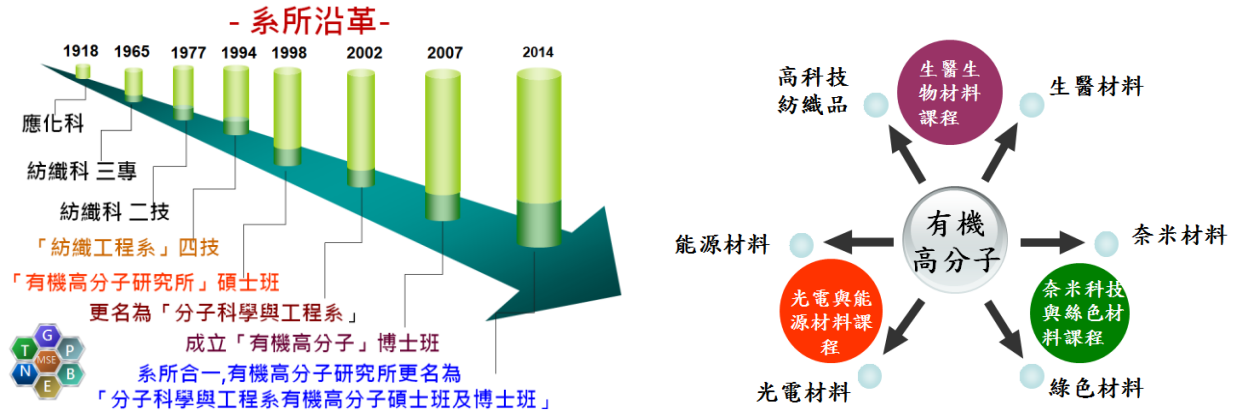 - 系所沿革-
1918
1965
1977
1994
1998
2002
2007
2014
應化科
紡織科 三專
紡織科 二技
「紡織工程系」四技
「有機高分子研究所」碩士班
更名為「分子科學與工程系」
成立「有機高分子」博士班
系所合一,有機高分子研究所更名為
「分子科學與工程系有機高分子碩士班及博士班」
G
T
P
MSE
N
B
E
高科技
紡織品
生醫生
物材料
課程
生醫材料
能源材料
有機
高分子
奈米材料
光電與能
源材料課
程
奈米科技
與綠色材
料課程
光電材料
綠色材料